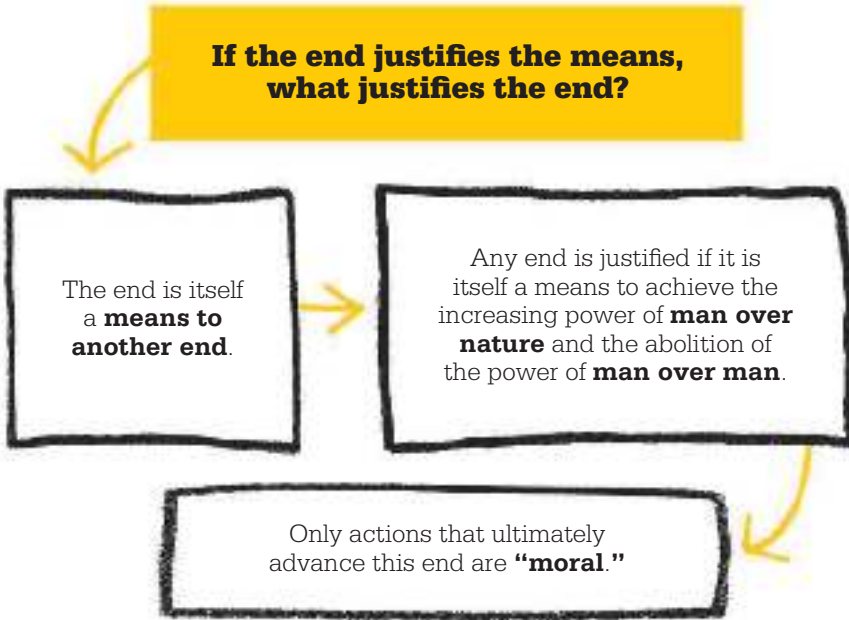 If the end justifies the means,
what justifies the end?
The end is itself
a means to
another end.
Any end is justified if it is
itself a means to achieve the
increasing power of man over
nature and the abolition of
the power of man over man.
Only actions that ultimately
advance this end are “moral.”